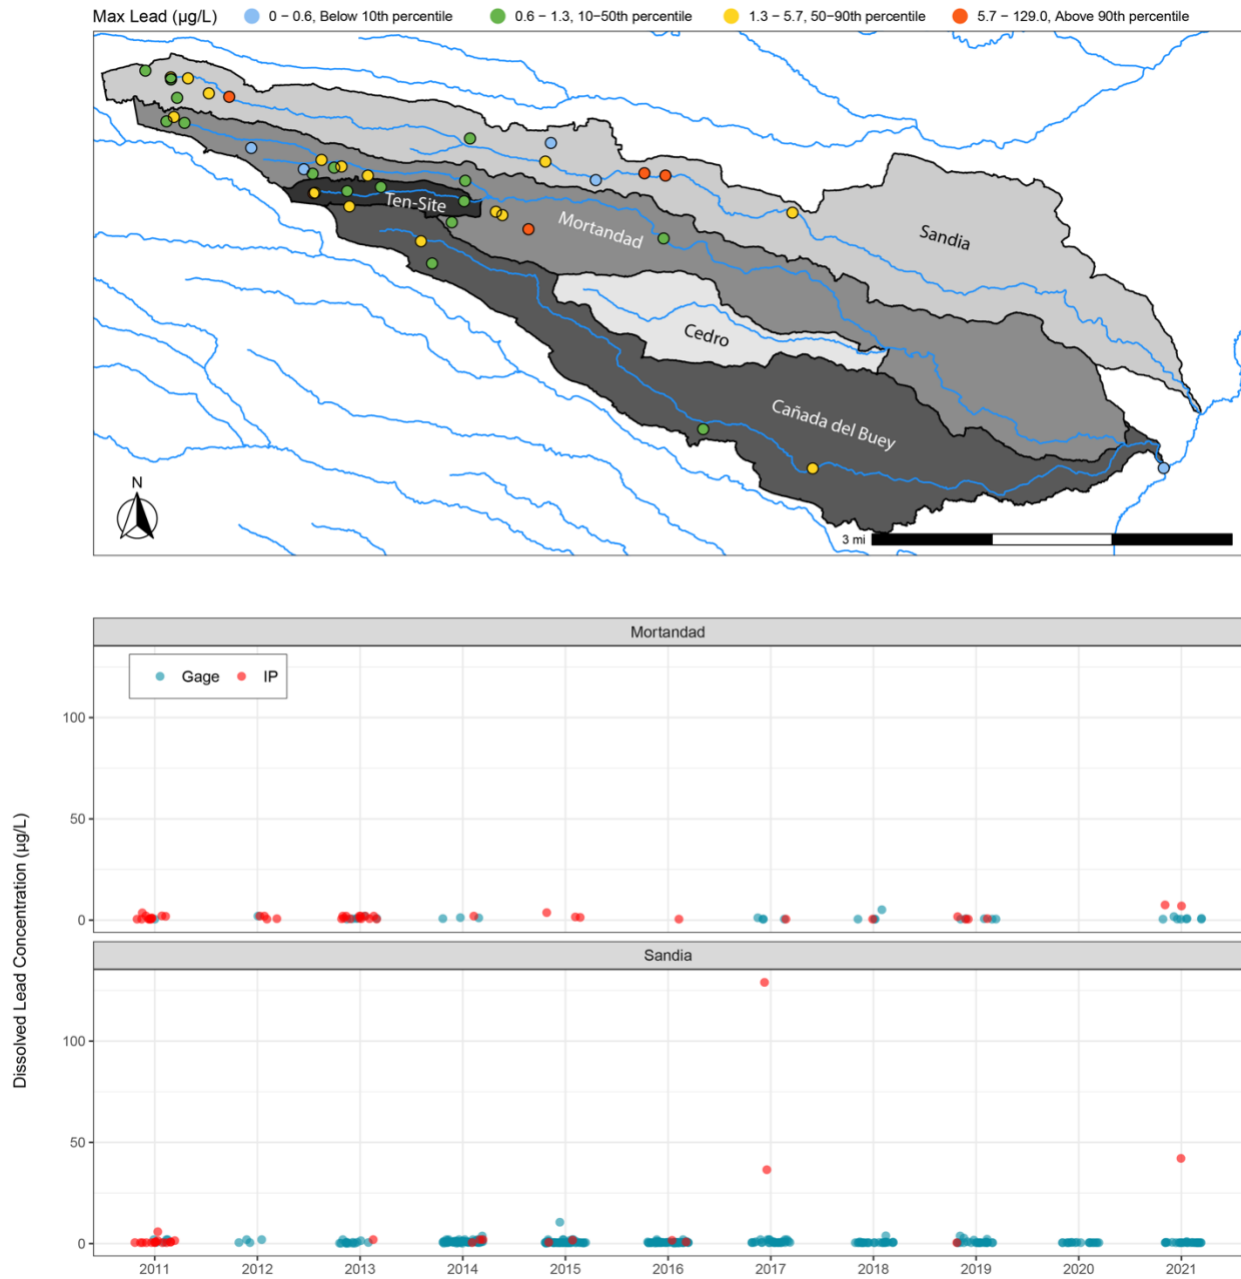 Max Lead (µg/L) 0 − 0.6, Below 10th percentile 0.6 − 1.3, 10−50th percentile 1.3 − 5.7, 50−90th percentile 5.7 − 129.0, Above 90th percentile
Ten-Site
Mortandad
Sandia
Cedro
Cañada del Buey
N
3 mi
Mortandad
Gage IP
100
50
0
Sandia
100
50
0
Dissolved Lead Concentration (µg/L)
2011 2012 2013 2014 2015 2016 2017 2018 2019 2020 2021